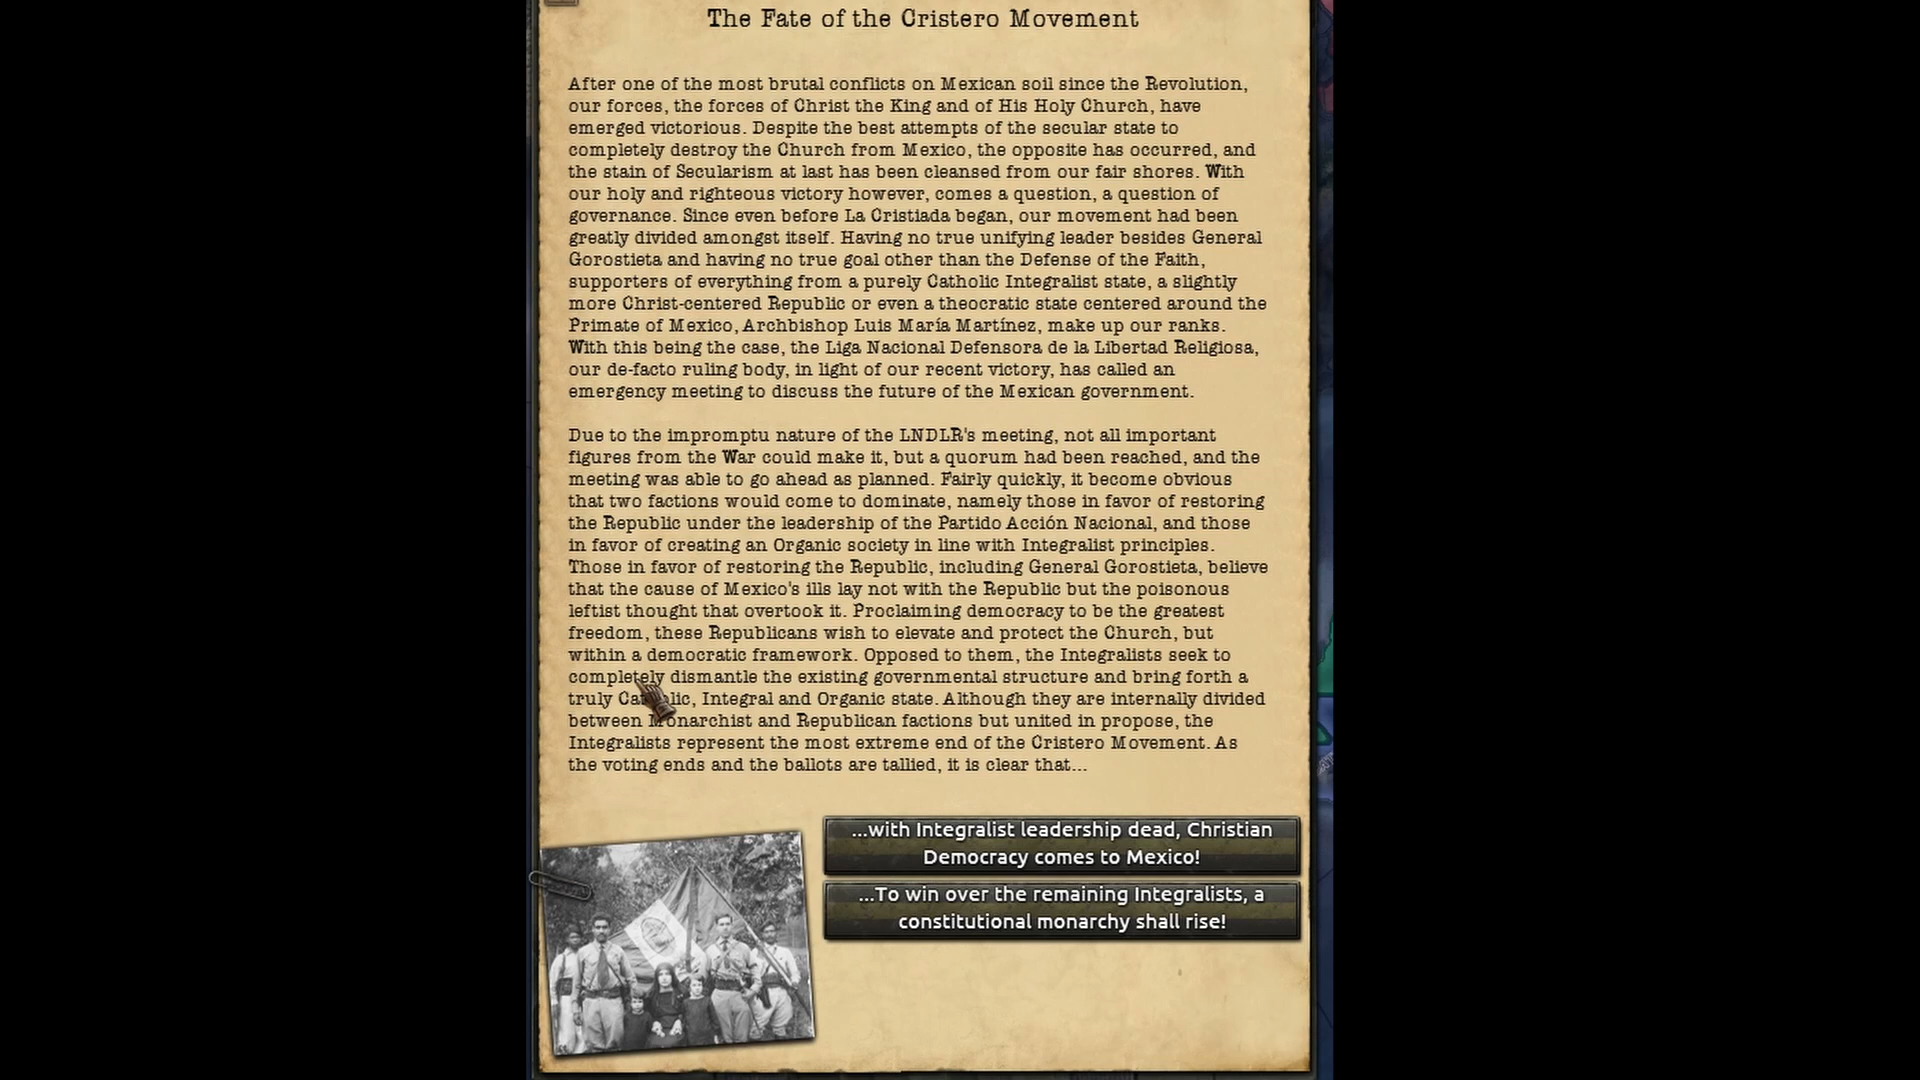 The Fate of the Cristero Movement
After one of the most brutal conflicts on Mexican soil since the Revolution,
our forces, the forces of Christ the King and of His Holy Church, have
emerged victorious. Despite the best attempts of the secular state to
completely destroy the Church from Mexico, the opposite has occurred, and
the stain of Secularism at last has been cleansed from our fair shores. With
our holy and righteous victory however, comes a question, a question of
governance. Since even before La Cristiada began, our movement had been
greatly divided amongst itself. Having no true unifying leader besides General
Gorostieta and having no true goal other than the Defense of the Faith,
supporters of everything from a purely Catholic Integralist state, a slightly
more Christ-centered Republic or even a theocratic state centered around the
Primate of Mexico, Archbishop Luis María Martínez, make up our ranks.
With this being the case, the Liga Nacional Defensora de la Libertad Religiosa,
our de-facto ruling body, in light of our recent victory, has called an
emergency meeting to discuss the future of the Mexican government.
Due to the impromptu nature of the LNDLR's meeting, not all important
figures from the War could make it, but a quorum had been reached, and the
meeting was able to go ahead as planned. Fairly quickly, it become obvious
that two factions would come to dominate, namely those in favor of restoring
the Republic under the leadership of the Partido Acción Nacional, and those
in favor of creating an Organic society in line with Integralist principles.
Those in favor of restoring the Republic, including General Gorostieta, believe
that the cause of Mexico's ills lay not with the Republic but the poisonous
leftist thought that overtook it. Proclaiming democracy to be the greatest
freedom, these Republicans wish to elevate and protect the Church, but
within a democratic framework. Opposed to them, the Integralists seek to
completely dismantle the existing governmental structure and bring forth a
truly Catholic, Integral and Organic state. Although they are internally divided
between Monarchist and Republican factions but united in propose, the
Integralists represent the most extreme end of the Cristero Movement. As
the voting ends and the ballots are tallied, it is clear that...
...with Integralist leadership dead, Christian
Democracy comes to Mexico!
...To win over the remaining Integralists, a
constitutional monarchy shall rise!